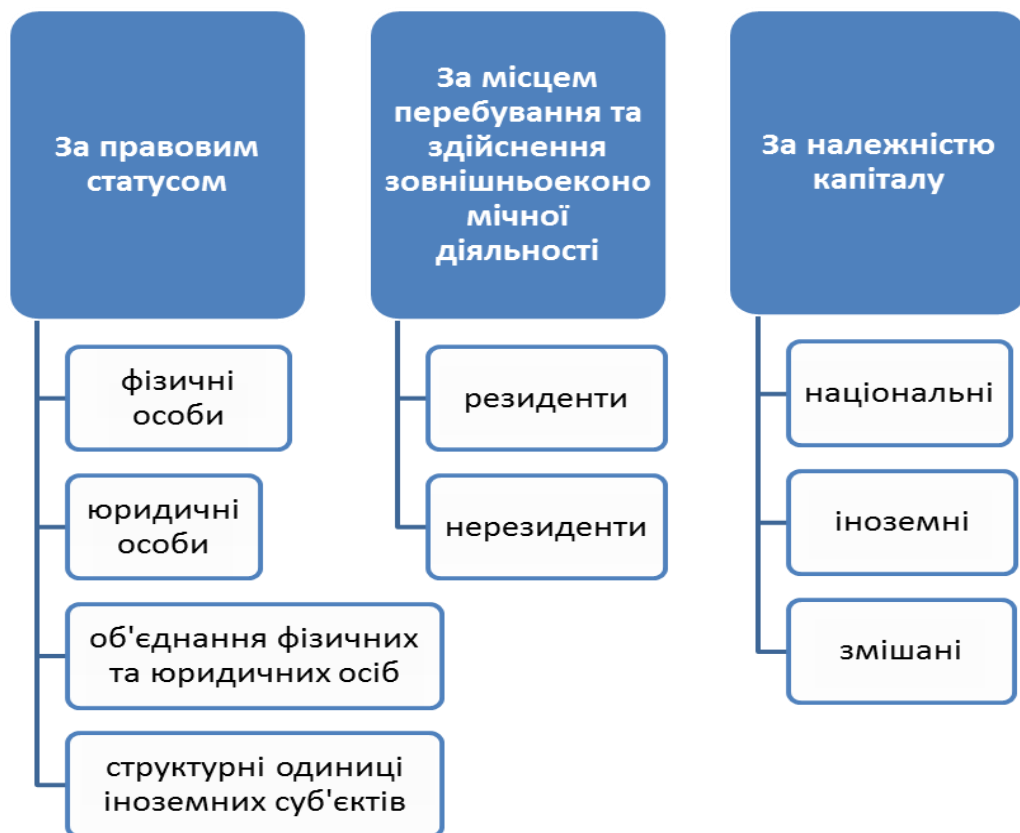 За правовим
статусом
фізичні
особи
юридичні
особи
об'єднання фізичних
та юридичних осіб
структурні одиниці
іноземних суб'єктів
За місцем
перебування та
здійснення
зовнішньоеконо
мічної
діяльності
резиденти
нерезиденти
За належністю
капіталу
національні
іноземні
змішані